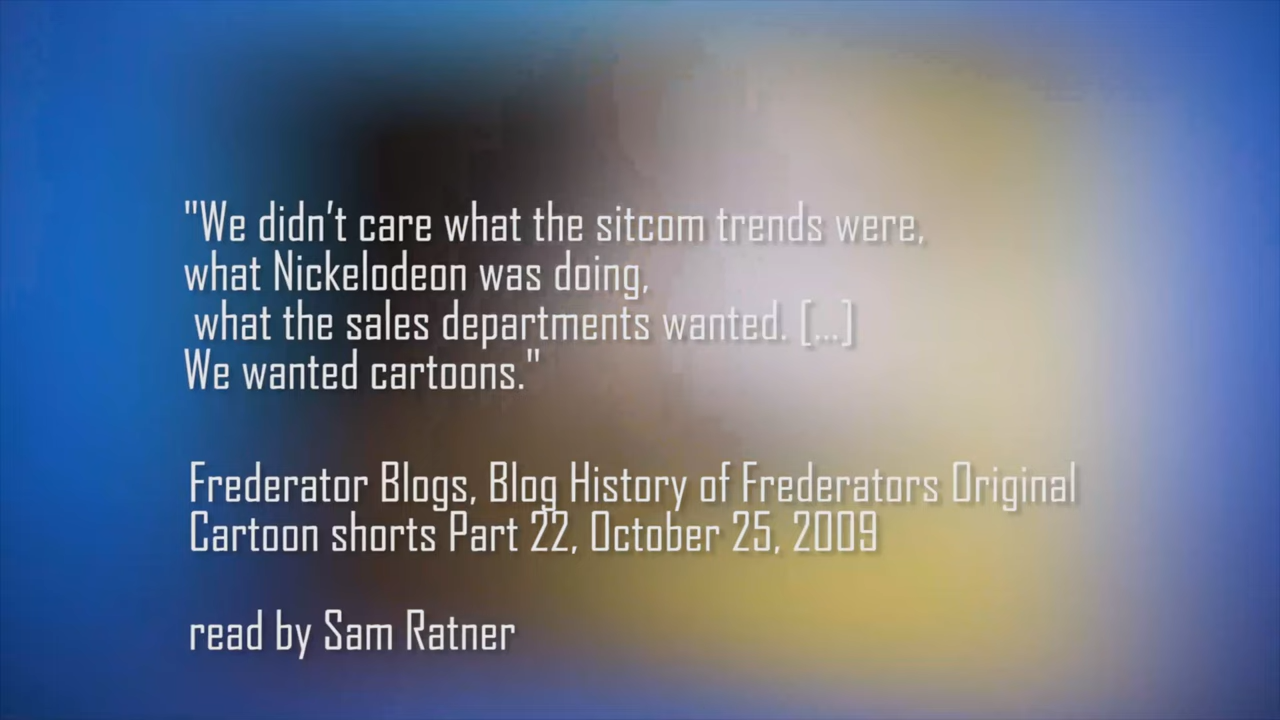 "We didn’t care what the sitcom trends were,
what Nickelodeon was doing,
what the sales departments wanted. [...]
We wanted cartoons."
Frederator Blogs, Blog History of Frederators Original
Cartoon shorts Part 22, October 25, 2009
read by Sam Ratner